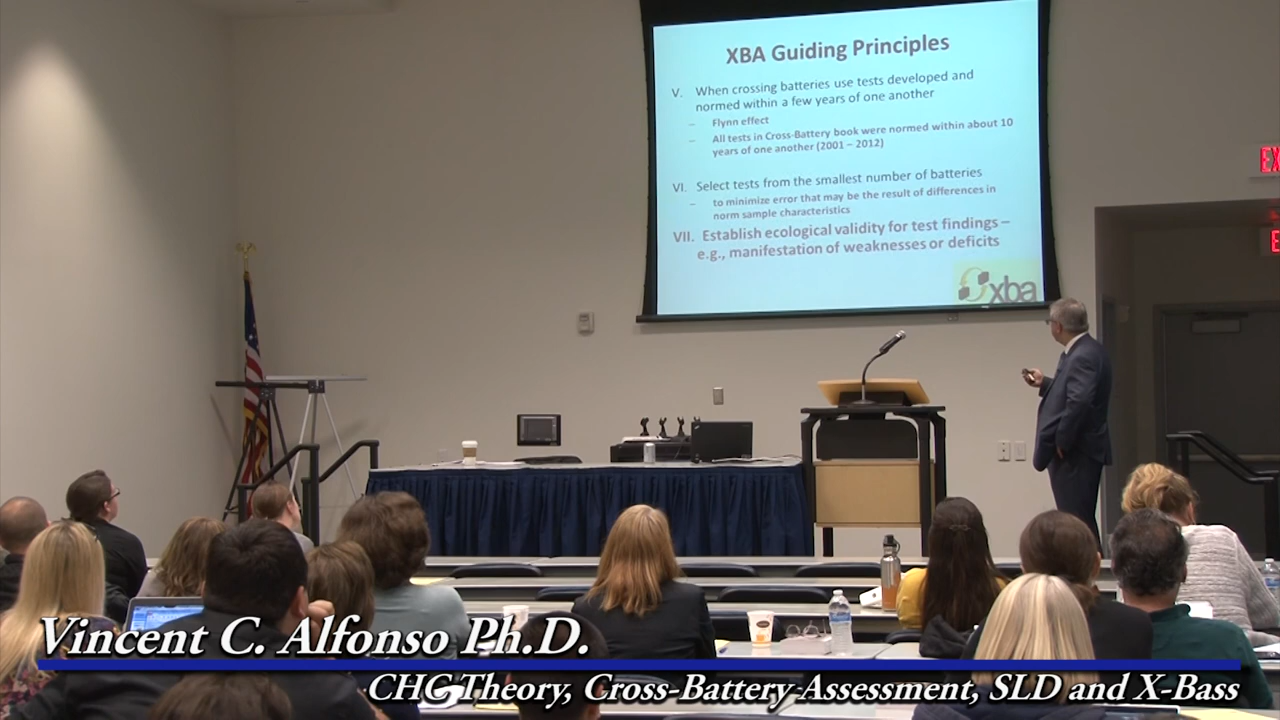 XBA Guiding Principles
V. When crossing batteries use tests developed and
normed within a few years of one another
– Flynn effect
– All tests in Cross-Battery book were normed within about 10
years of one another (2001 – 2012)
VI. Select tests from the smallest number of batteries
– to minimize error that may be the result of differences in
norm sample characteristics
VII. Establish ecological validity for test findings –
e.g., manifestation of weaknesses or deficits
xba
EX
E
Vincent C. Alfonso Ph.D.
CHC Theory, Cross-Battery Assessment, SLD and X-Bass